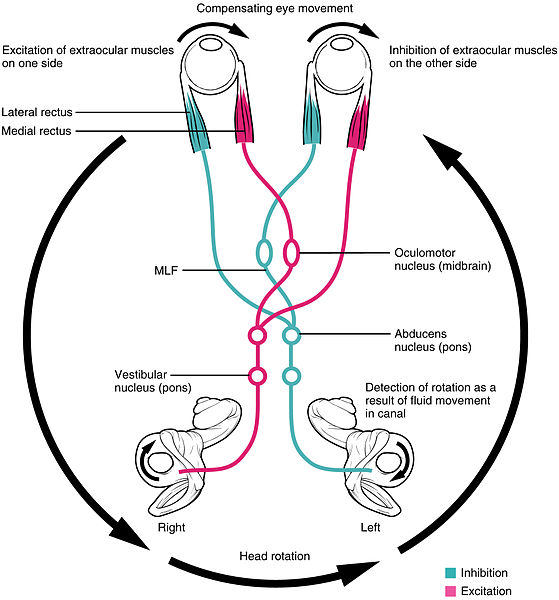 Compensating eye movement
Excitation of extraocular muscles
on one side
Inhibition of extraocular muscles
on the other side
Lateral rectus
Medial rectus
Oculomotor
nucleus (midbrain)
MLF
Abducens
nucleus (pons)
Vestibular
nucleus (pons)
Detection of rotation as a
result of fluid movement
in canal
Right
Left
Head rotation
Inhibition
Excitation